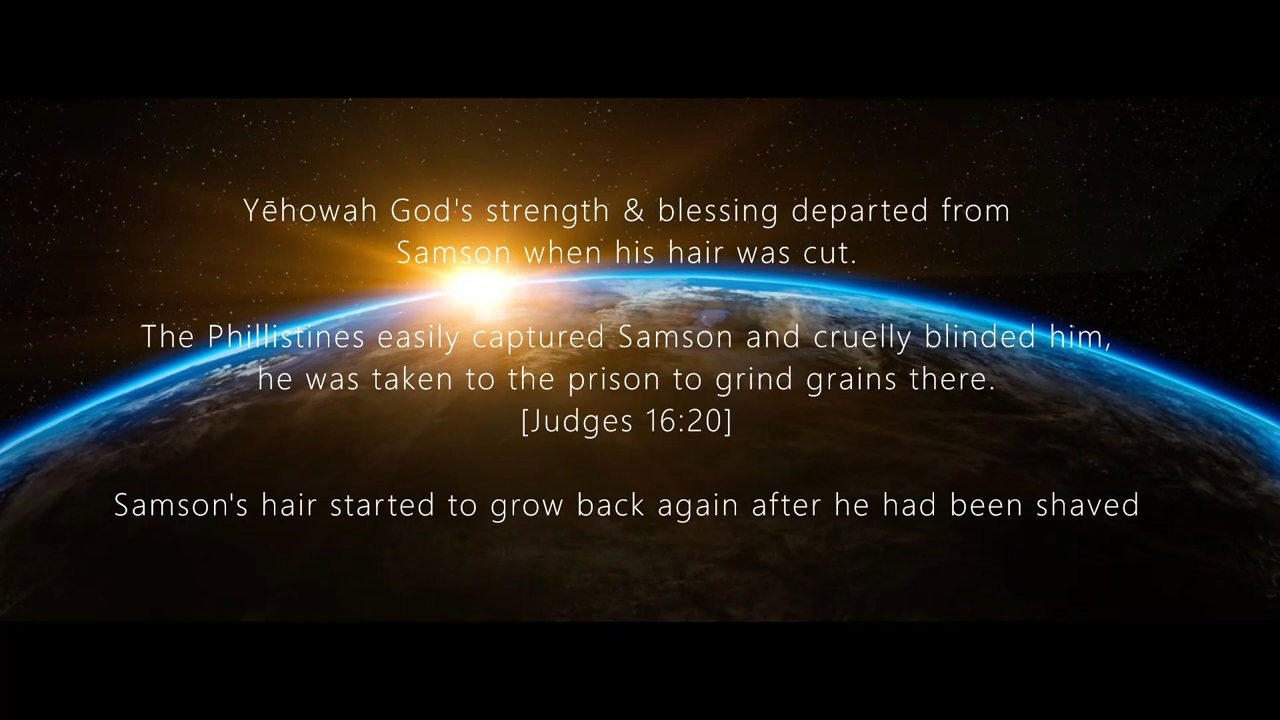 Yēhowah God's strength & blessing departed from
Samson when his hair was cut.
The Phillistines easily captured Samson and cruelly blinded him,
he was taken to the prison to grind grains there.
[Judges 16:20]
Samson's hair started to grow back again after he had been shaved